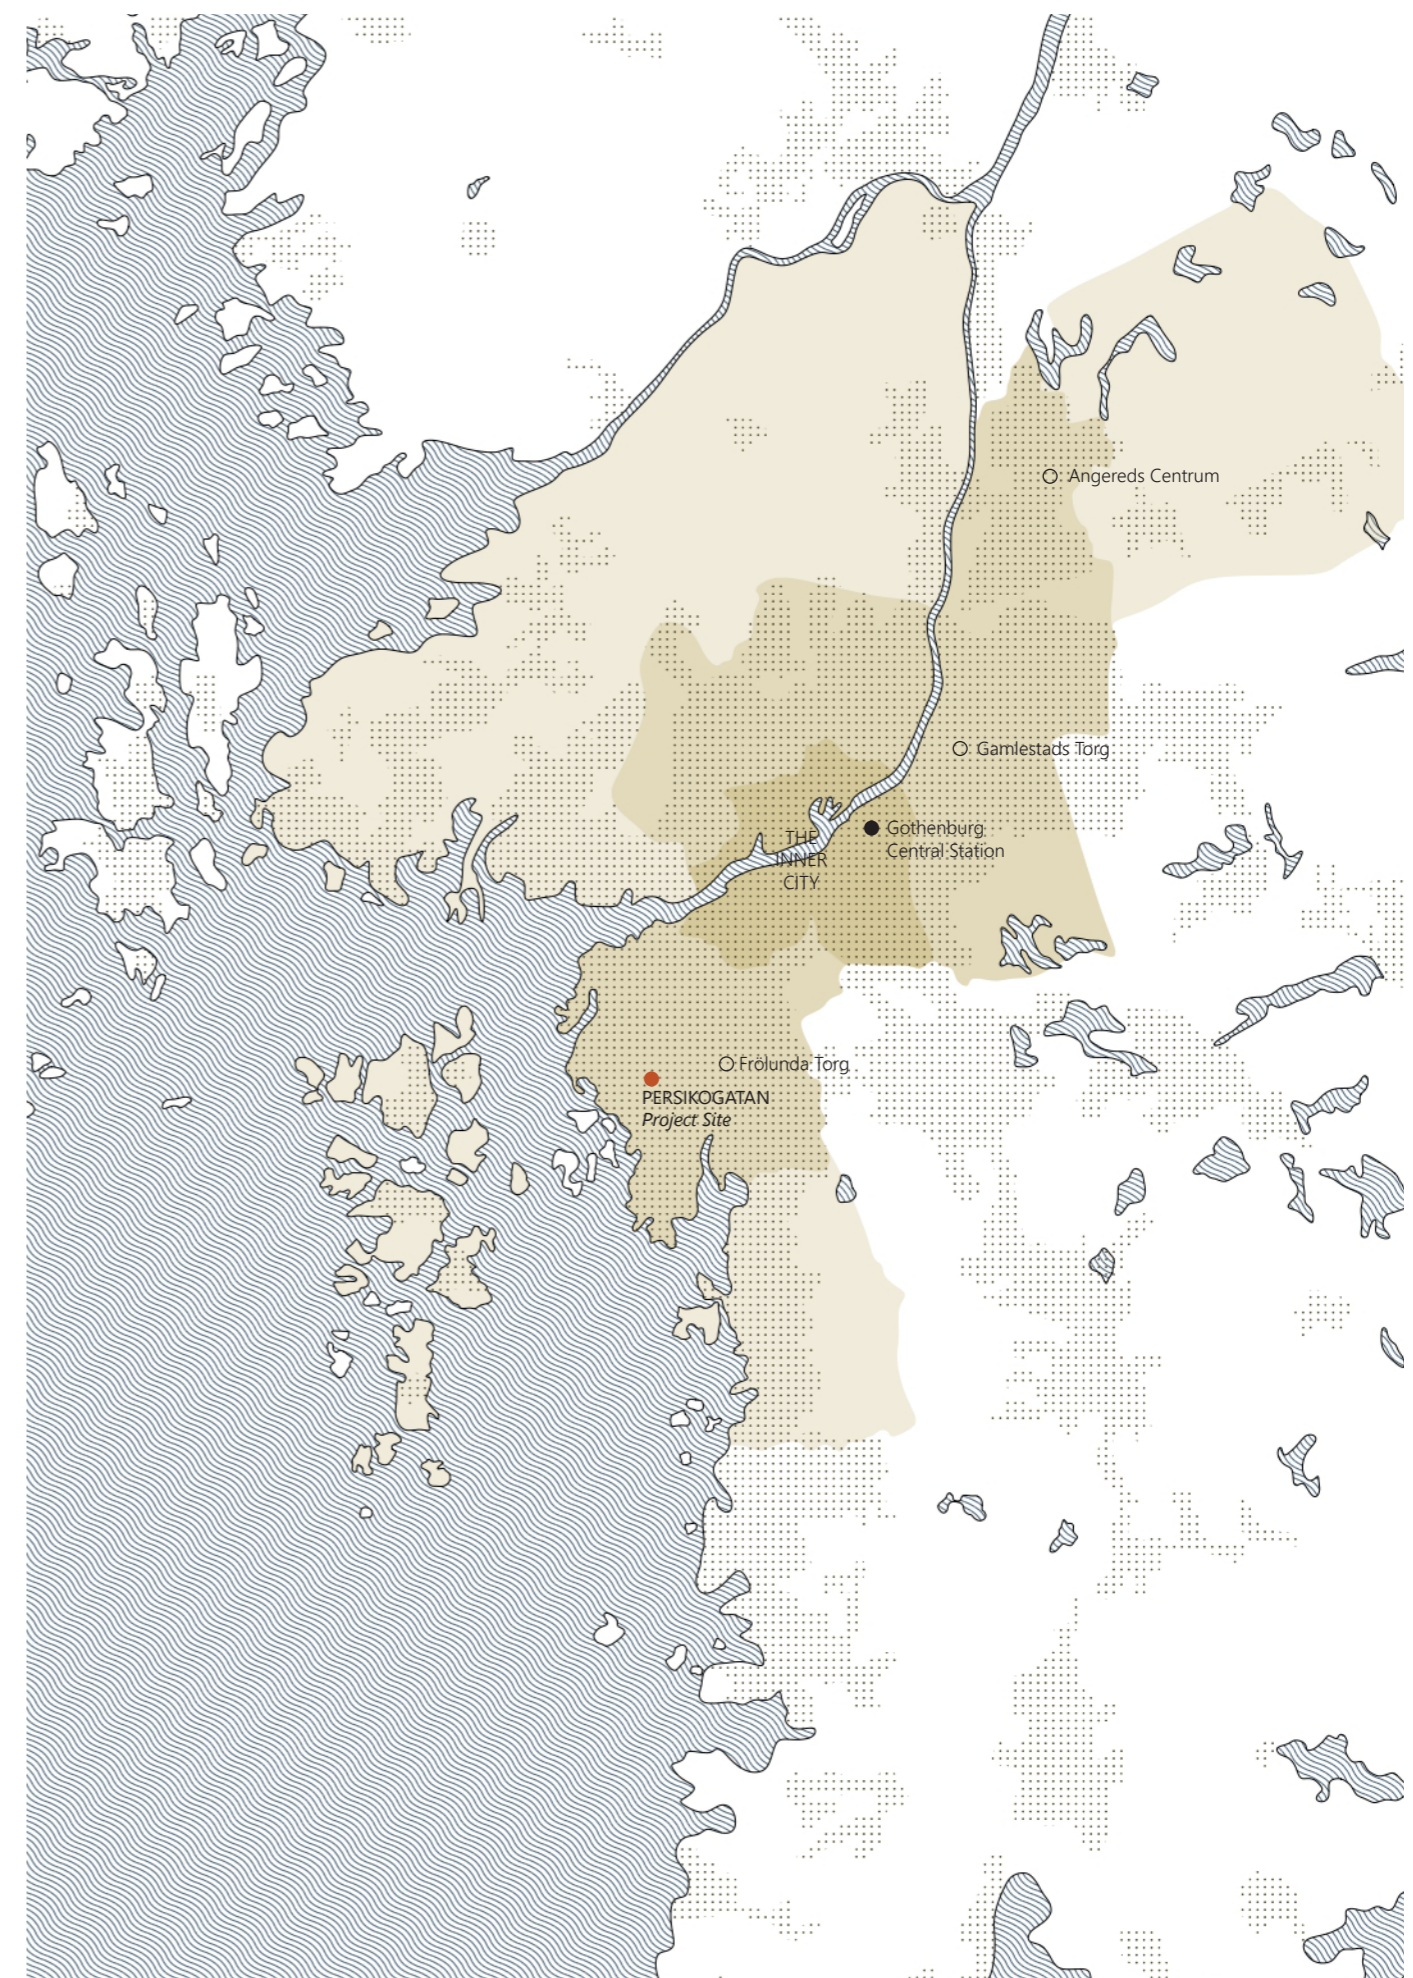 Angereds Centrum
Gamlestads Torg
Gothenburg
Central Station
THE
INNER
CITY
Frölunda Torg
PERSIKOGATAN
Project Site